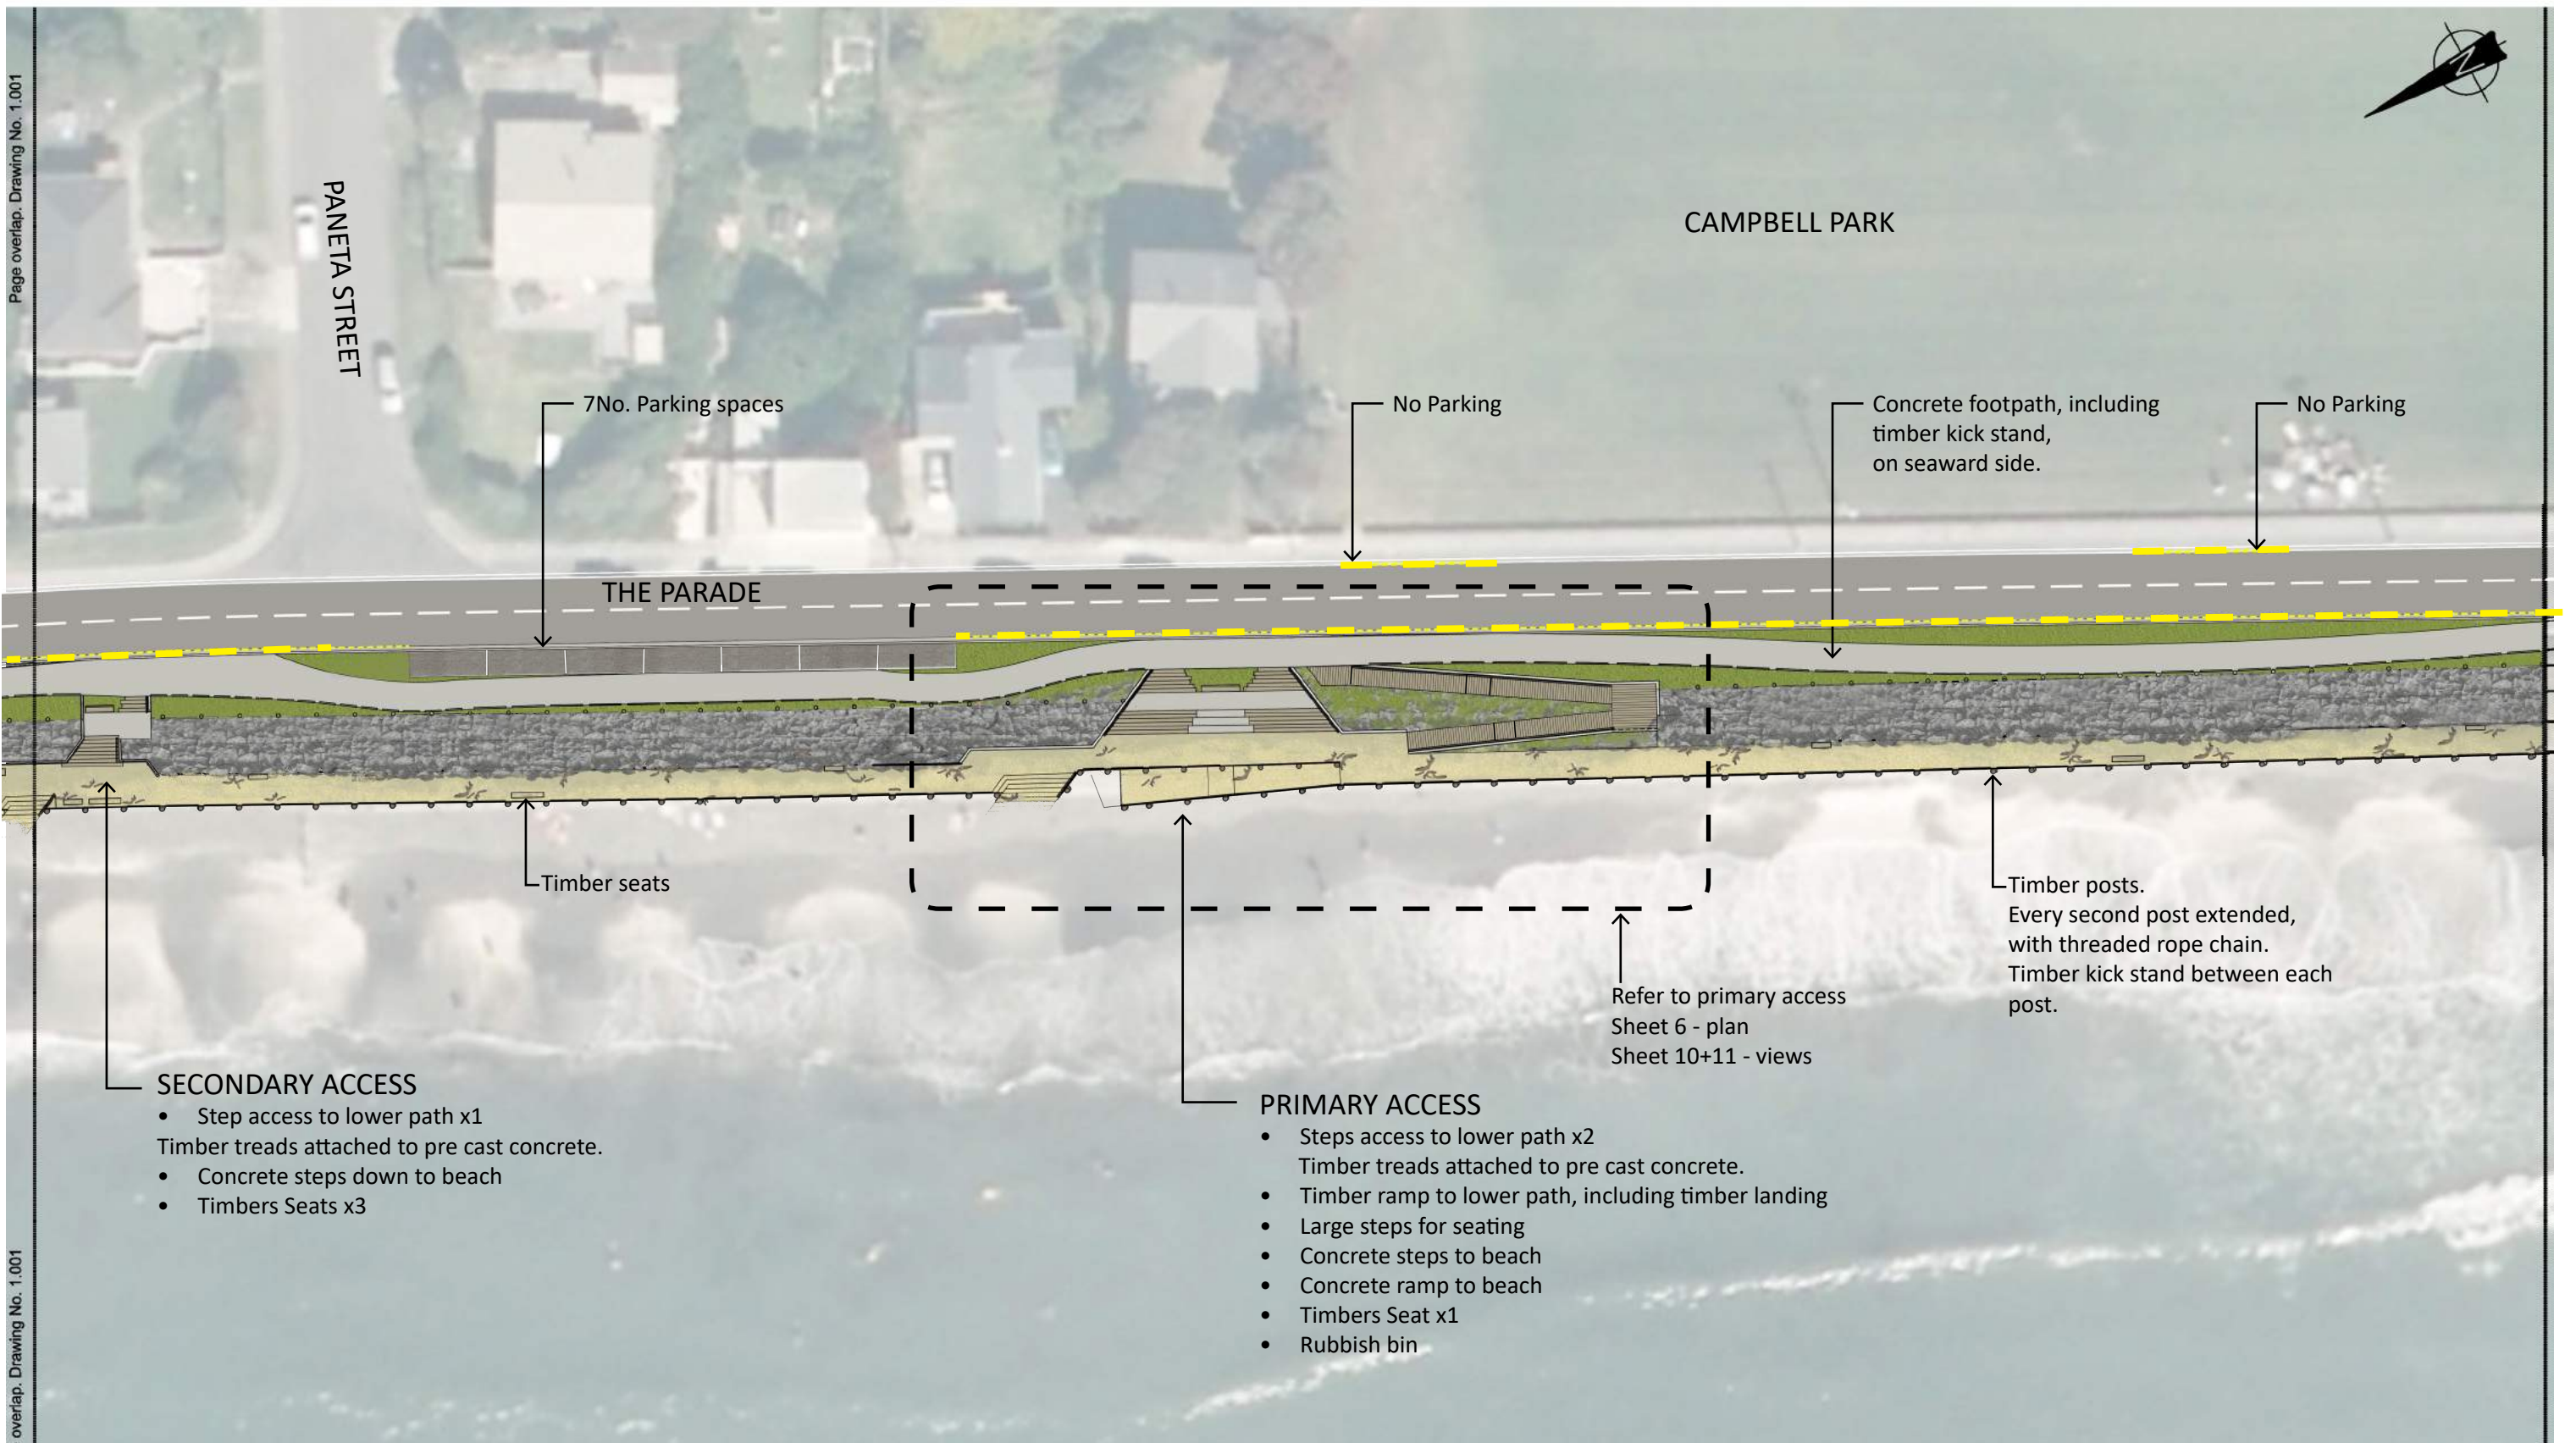 Page overlap. Drawing No. 1.001
PANETA STREET
CAMPBELL PARK
N
7No. Parking spaces
No Parking
Concrete footpath, including
timber kick stand,
on seaward side.
No Parking
THE PARADE
Timber seats
Timber posts.
Every second post extended,
with threaded rope chain.
Timber kick stand between each
post.
Refer to primary access
Sheet 6 - plan
Sheet 10+11 - views
SECONDARY ACCESS
• Step access to lower path x1
Timber treads attached to pre cast concrete.
• Concrete steps down to beach
• Timbers Seats x3
PRIMARY ACCESS
• Steps access to lower path x2
Timber treads attached to pre cast concrete.
• Timber ramp to lower path, including timber landing
• Large steps for seating
• Concrete steps to beach
• Concrete ramp to beach
• Timbers Seat x1
• Rubbish bin
overlap. Drawing No. 1.001